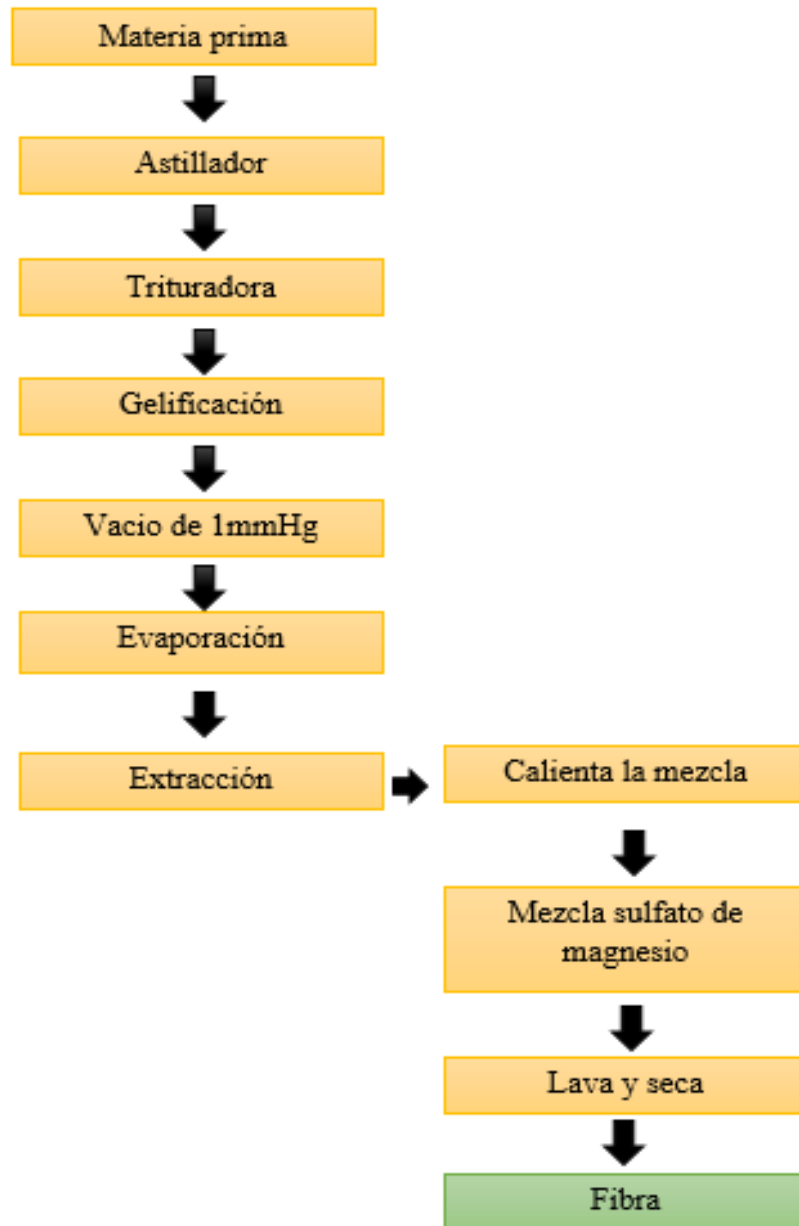 Materia prima
Astillador
Trituradora
Gelificación
Vacio de 1mmHg
Evaporación
Extracción
Calienta la mezcla
Mezcla sulfato de
magnesio
Lava y seca
Fibra